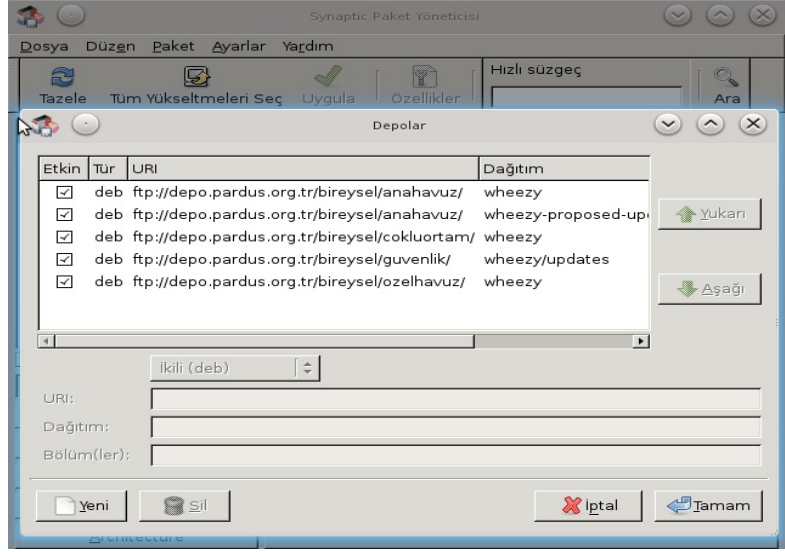 Synaptic Paket Yöneticisi
Dosya Düzen Paket Ayarlar Yardım
Tazele Tüm Yükseltmeleri Seç Uygula Özellikler Hızlı süzgeç Ara
Depolar
Etkin Tür URI Dağıtım
deb ftp://depo.pardus.org.tr/bireysel/anahavuz/ wheezy
deb ftp://depo.pardus.org.tr/bireysel/anahavuz/ wheezy-proposed-up
deb ftp://depo.pardus.org.tr/bireysel/cokluortam/ wheezy
deb ftp://depo.pardus.org.tr/bireysel/guvenlik/ wheezy/updates
deb ftp://depo.pardus.org.tr/bireysel/ozelhavuz/ wheezy
Yukarı
Aşağı
İkili (deb)
URI:
Dağıtım:
Bölüm(ler):
Yeni Sil İptal Tamam
Architecture